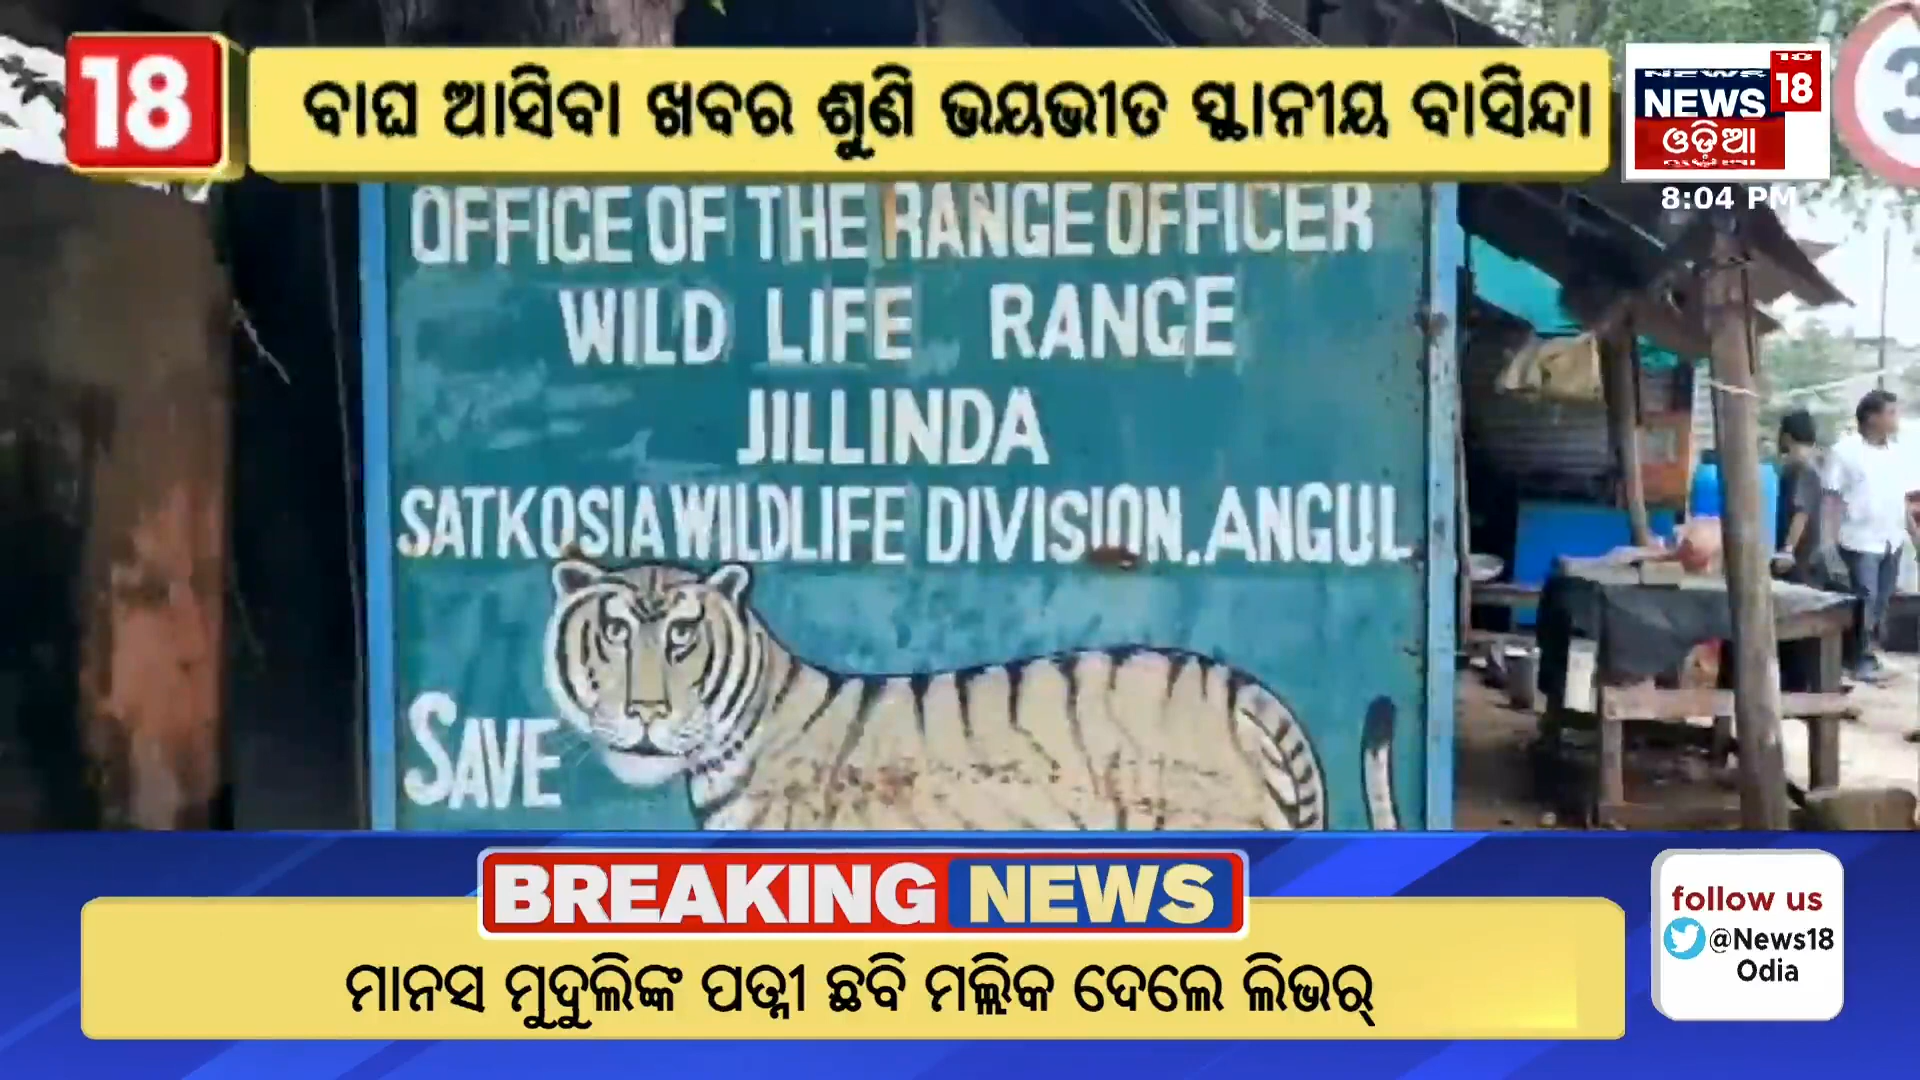 18
ବାଘ ଆସିବା ଖବର ଶୁଣି ଭୟଭୀତ ସ୍ଥାନୀୟ ବାସିନ୍ଦା
NEWS 18
ଓଡ଼ିଆ
8:04 PM
3
OFFICE OF THE RANGE OFFICER
WILD LIFE RANGE
JILLINDA
SATKOSIA WILDLIFE DIVISION. ANGUL
SAVE
BREAKING NEWS
ମାନସ ମୁଦୁଲିଙ୍କ ପତ୍ନୀ ଛବି ମଲ୍ଲିକ ଦେଲେ ଲିଭର୍
follow us
@News18
Odia